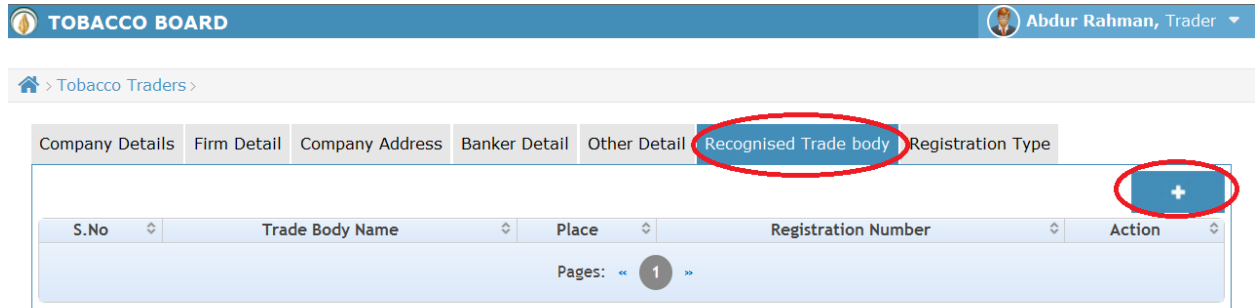 TOBACCO BOARD
Abdur Rahman, Trader
> Tobacco Traders >
Company Details Firm Detail Company Address Banker Detail Other Detail Recognised Trade body Registration Type
+
S.No Trade Body Name Place Registration Number Action
Pages: « 1 »